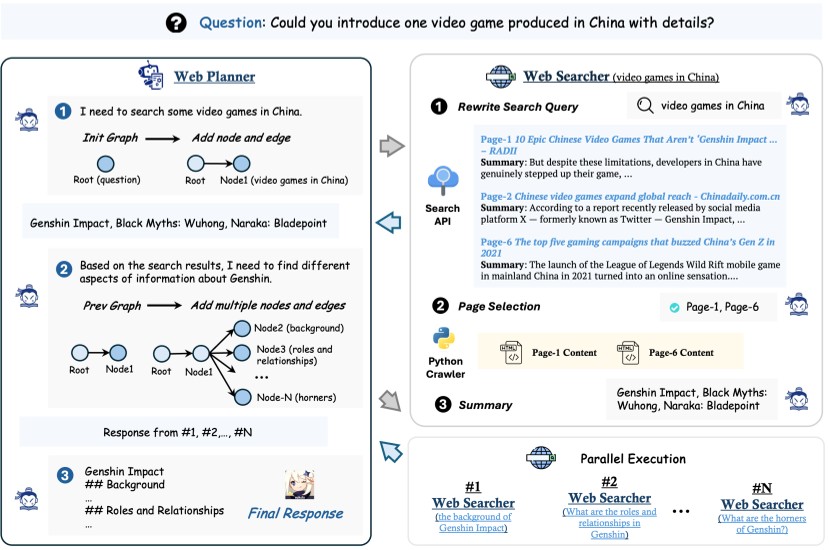 Question: Could you introduce one video game produced in China with details?
Web Planner
1 I need to search some video games in China.
Init Graph
Add node and edge
Root (question)
Root
Node1 (video games in China)
Genshin Impact, Black Myths: Wuhong, Naraka: Bladepoint
2 Based on the search results, I need to find different
aspects of information about Genshin.
Prev Graph
Add multiple nodes and edges
Node2 (background)
Node3 (roles and
relationships)
...
Node-N (horners)
Root
Node1
Root
Node1
Response from #1, #2,..., #N
3 Genshin Impact
## Background
...
## Roles and Relationships
...
Final Response
Web Searcher (video games in China)
1 Rewrite Search Query
video games in China
Search
API
Page-1 10 Epic Chinese Video Games That Aren't 'Genshin Impact ...
– RADII
Summary: But despite these limitations, developers in China have
genuinely stepped up their game, ...
Page-2 Chinese video games expand global reach - Chinadaily.com.cn
Summary: According to a report recently released by social media
platform X — formerly known as Twitter — Genshin Impact, ...
Page-6 The top five gaming campaigns that buzzed China's Gen Z in
2021
Summary: The launch of the League of Legends Wild Rift mobile game
in mainland China in 2021 turned into an online sensation....
2 Page Selection
Page-1, Page-6
Python
Crawler
HTML
Page-1 Content
HTML
Page-6 Content
3 Summary
Genshin Impact, Black Myths:
Wuhong, Naraka: Bladepoint
Parallel Execution
#1
Web Searcher
(the background of
Genshin Impact)
#2
Web Searcher
(What are the roles and
relationships in
Genshin)
...
#N
Web Searcher
(What are the horners
of Genshin?)